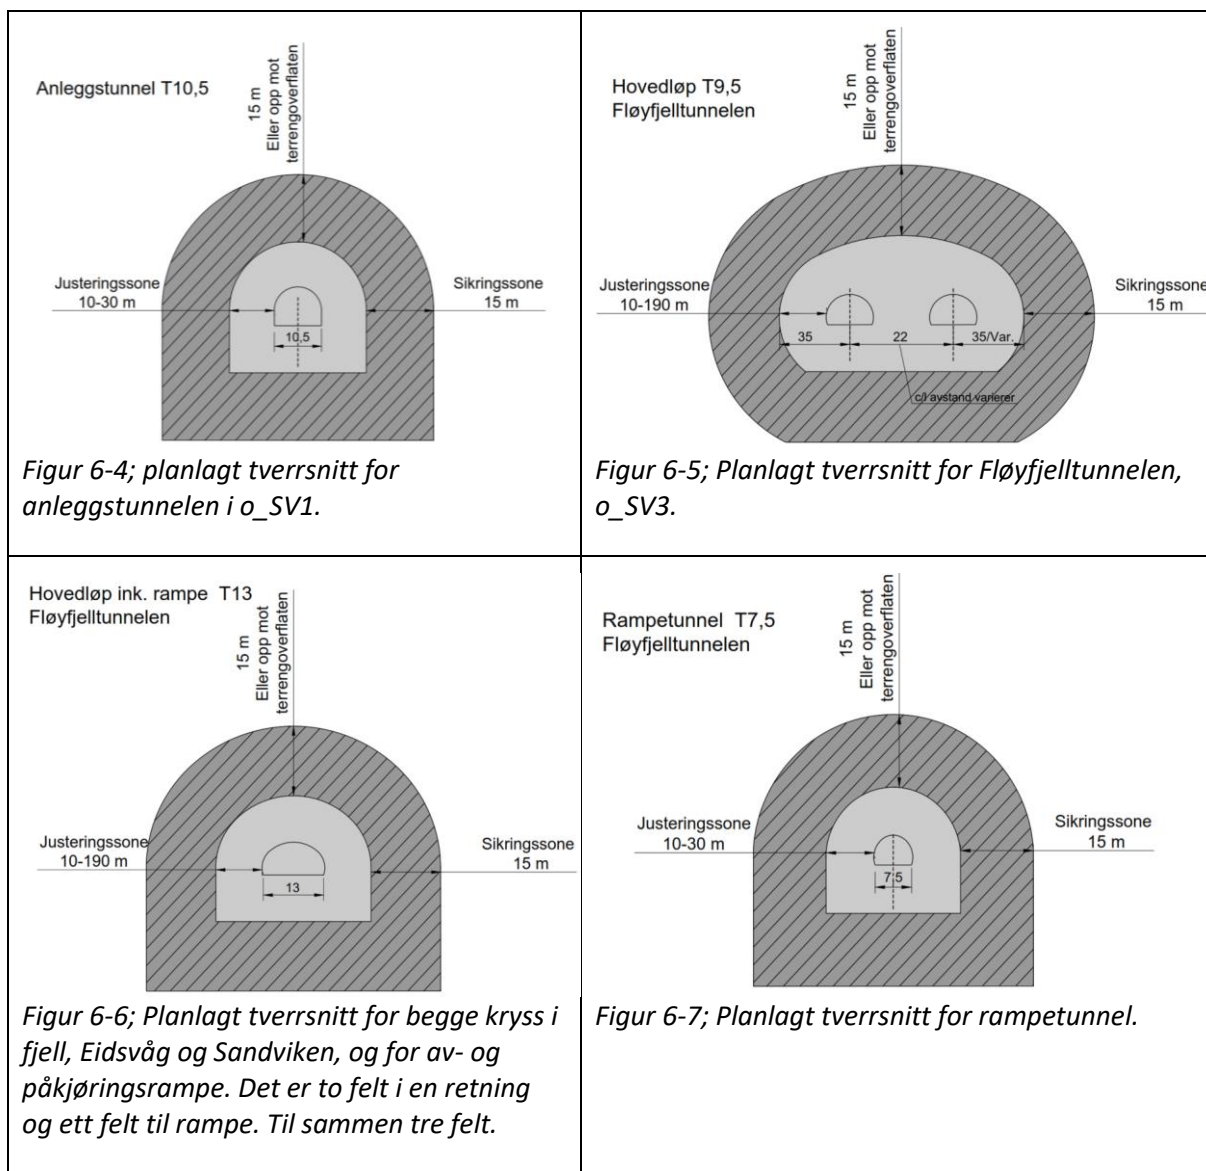 Anleggstunnel T10,5
15 m
Eller opp mot
terrengoverflaten
Justeringssone
10-30 m
Sikringssone
15 m
10,5
Figur 6-4; planlagt tverrsnitt for
anleggstunnelen i o_SV1.
Hovedløp T9,5
Fløyfjelltunnelen
15 m
Eller opp mot
terrengoverflaten
Justeringssone
10-190 m
Sikringssone
15 m
35
22
35/Var.
c/l avstand varierer
Figur 6-5; Planlagt tverrsnitt for Fløyfjelltunnelen,
o_SV3.
Hovedløp ink. rampe T13
Fløyfjelltunnelen
15 m
Eller opp mot
terrengoverflaten
Justeringssone
10-190 m
Sikringssone
15 m
13
Figur 6-6; Planlagt tverrsnitt for begge kryss i
fjell, Eidsvåg og Sandviken, og for av- og
påkjøringsrampe. Det er to felt i en retning
og ett felt til rampe. Til sammen tre felt.
Rampetunnel T7,5
Fløyfjelltunnelen
15 m
Eller opp mot
terrengoverflaten
Justeringssone
10-30 m
Sikringssone
15 m
7,5
Figur 6-7; Planlagt tverrsnitt for rampetunnel.